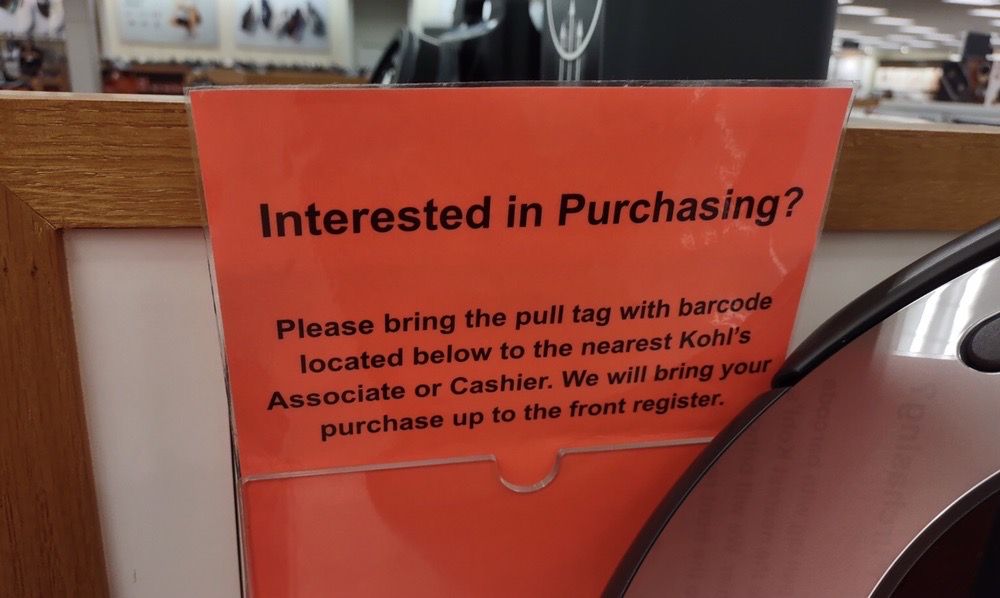 Interested in Purchasing?
Please bring the pull tag with barcode
located below to the nearest Kohl's
Associate or Cashier. We will bring your
purchase up to the front register.